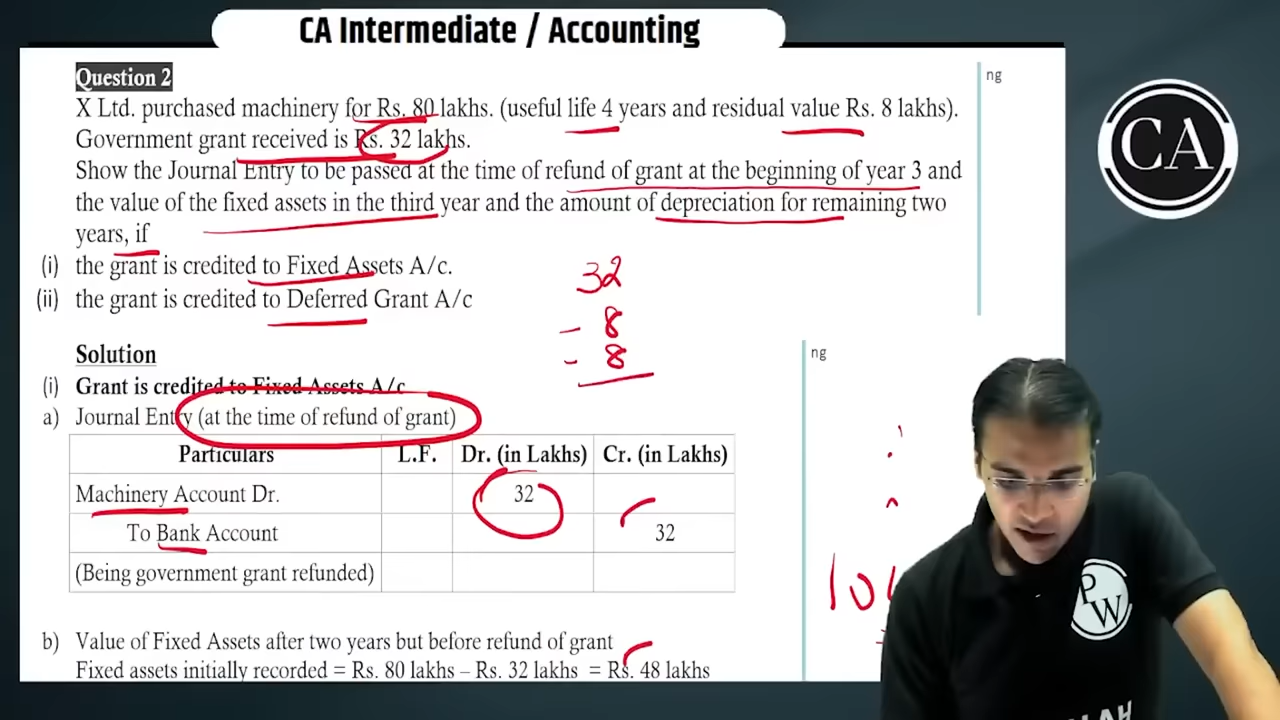 CA Intermediate / Accounting
Question 2
ng
X Ltd. purchased machinery for Rs. 80 lakhs. (useful life 4 years and residual value Rs. 8 lakhs).
Government grant received is Rs. 32 lakhs.
Show the Journal Entry to be passed at the time of refund of grant at the beginning of year 3 and
the value of the fixed assets in the third year and the amount of depreciation for remaining two
years, if
(i) the grant is credited to Fixed Assets A/c.
(ii) the grant is credited to Deferred Grant A/c
32
- 8
- 8
CA
Solution
ng
(i) Grant is credited to Fixed Assets A/c
a) Journal Entry (at the time of refund of grant)
Particulars L.F. Dr. (in Lakhs) Cr. (in Lakhs)
Machinery Account Dr. 32
To Bank Account 32
(Being government grant refunded)
b) Value of Fixed Assets after two years but before refund of grant
Fixed assets initially recorded = Rs. 80 lakhs – Rs. 32 lakhs = Rs. 48 lakhs
PW